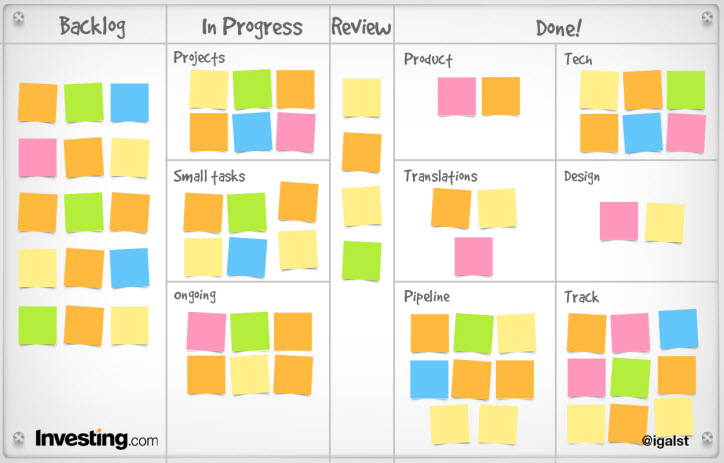 Backlog
In Progress
Review
Done!
Projects
Product
Tech
Small tasks
Translations
Design
Ongoing
Pipeline
Track
Investing.com
@igalst